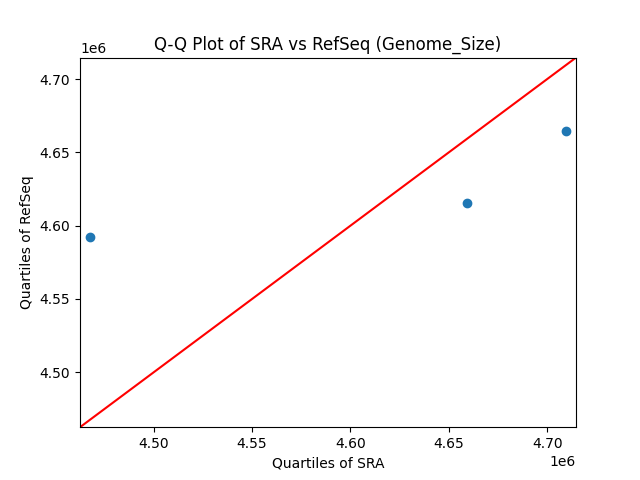 Q-Q Plot of SRA vs RefSeq (Genome_Size)
1e6
4.70
4.65
4.60
4.55
4.50
Quartiles of RefSeq
4.50 4.55 4.60 4.65 4.70
1e6
Quartiles of SRA